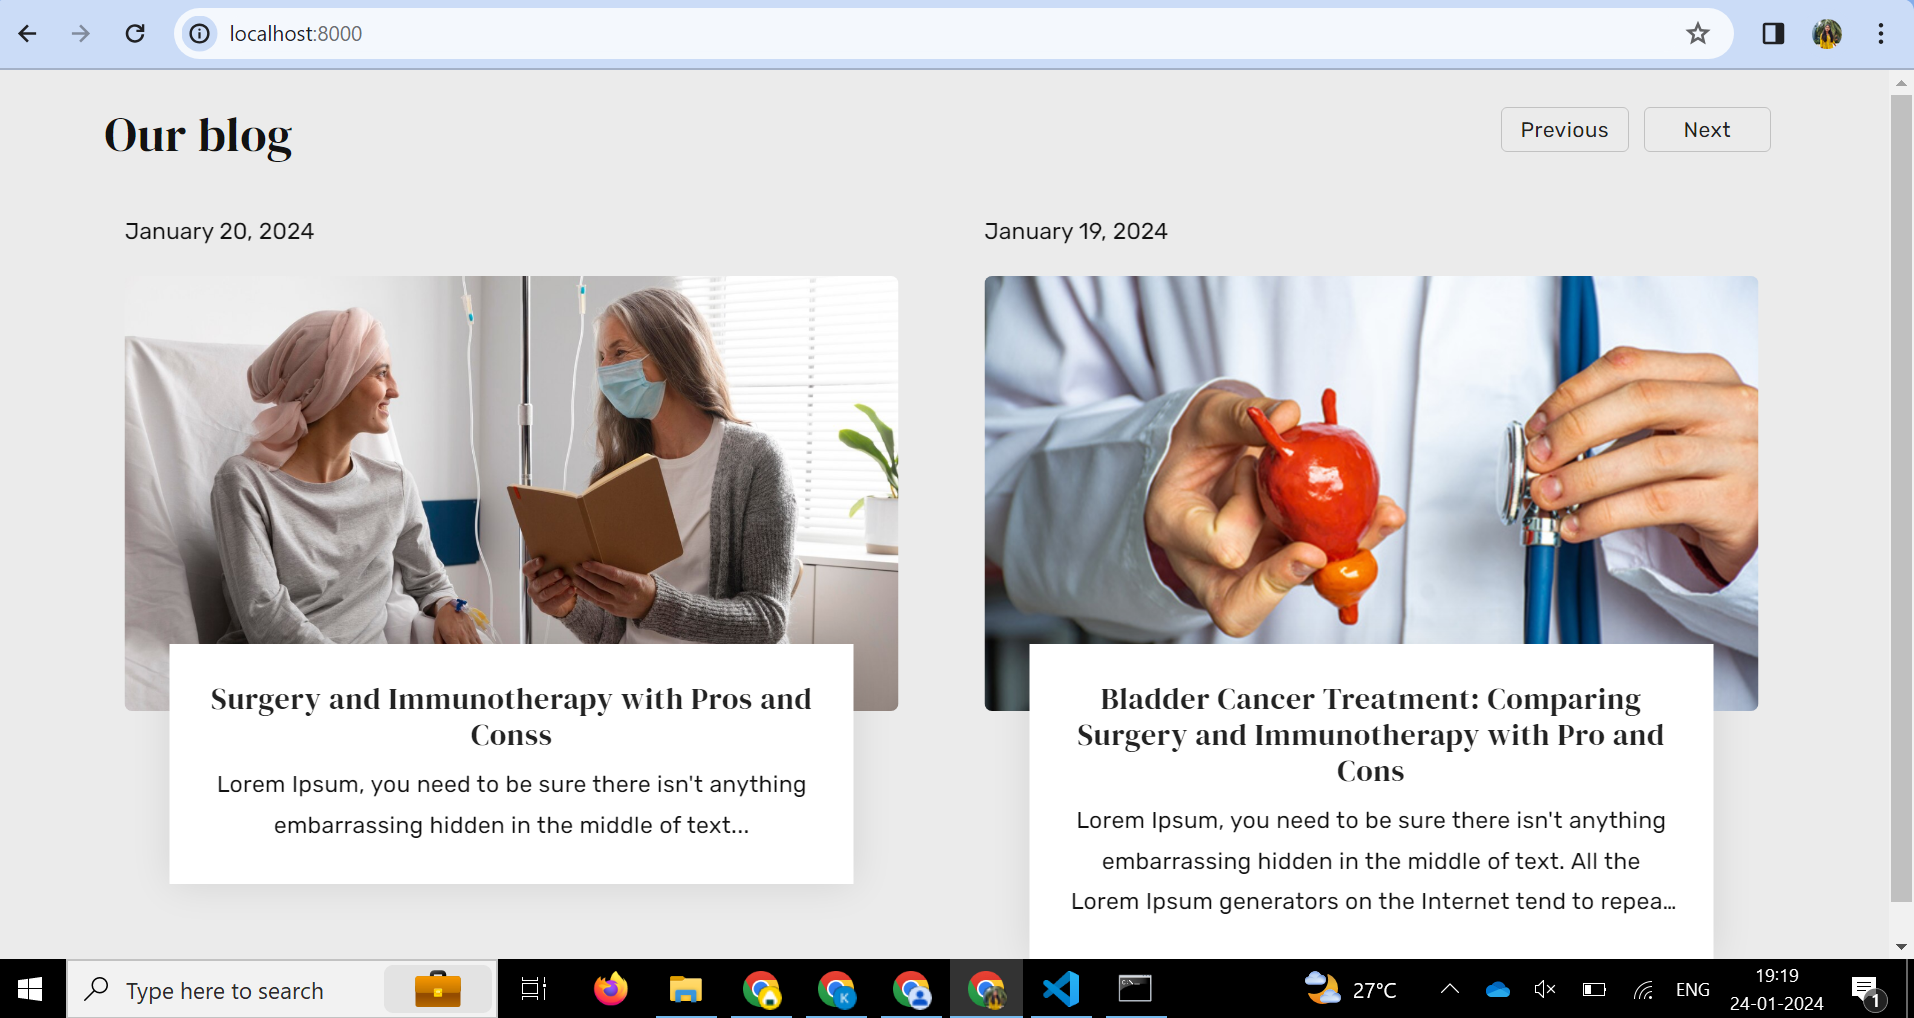 localhost:8000
Our blog
Previous
Next
January 20, 2024
January 19, 2024
Surgery and Immunotherapy with Pros and
Conss
Lorem Ipsum, you need to be sure there isn't anything
embarrassing hidden in the middle of text...
Bladder Cancer Treatment: Comparing
Surgery and Immunotherapy with Pro and
Cons
Lorem Ipsum, you need to be sure there isn't anything
embarrassing hidden in the middle of text. All the
Lorem Ipsum generators on the Internet tend to repea...
Type here to search
K
C:\
27°C
ENG
19:19
24-01-2024
1